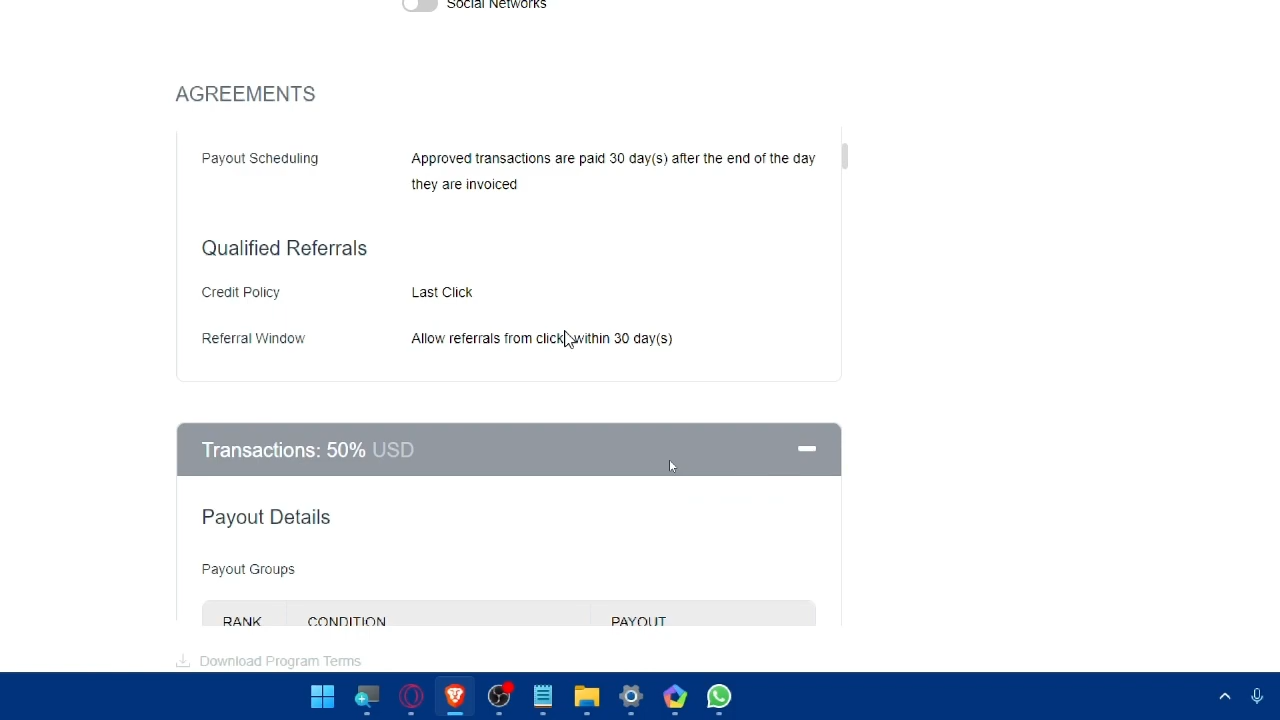 Social Networks
AGREEMENTS
Payout Scheduling
Approved transactions are paid 30 day(s) after the end of the day
they are invoiced
Qualified Referrals
Credit Policy
Last Click
Referral Window
Allow referrals from clicks within 30 day(s)
Transactions: 50% USD
Payout Details
Payout Groups
RANK CONDITION PAYOUT
Download Program Terms